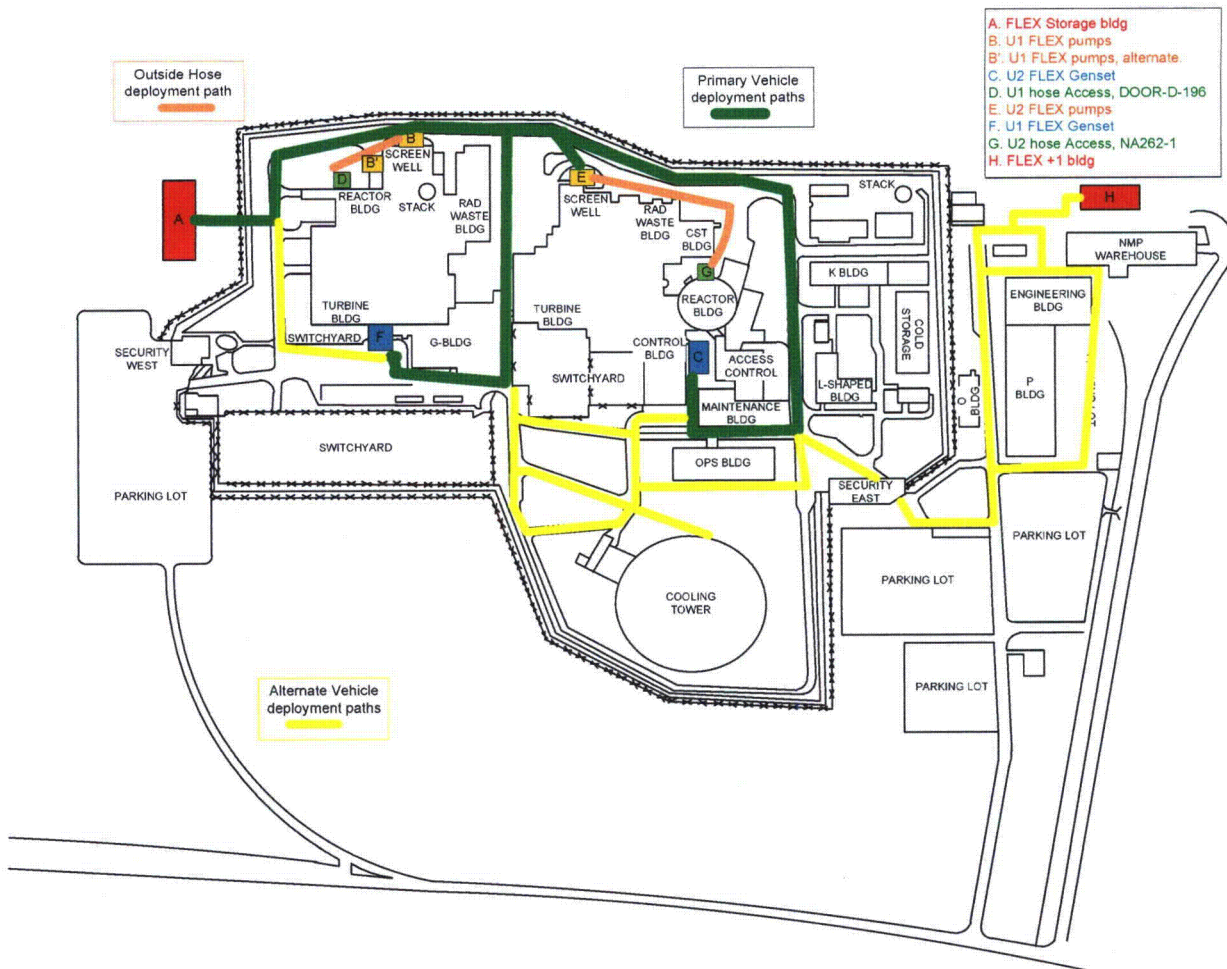 A. FLEX Storage bldg
B. U1 FLEX pumps
B'. U1 FLEX pumps, alternate.
C. U2 FLEX Genset
D. U1 hose Access, DOOR-D-196
E. U2 FLEX pumps
F. U1 FLEX Genset
G. U2 hose Access, NA262-1
H. FLEX +1 bldg
Outside Hose
deployment path
Primary Vehicle
deployment paths
B
SCREEN
WELL
B'
D
REACTOR
BLDG
STACK
RAD
WASTE
BLDG
E
SCREEN
WELL
RAD
WASTE
BLDG
CST
BLDG
G
REACTOR
BLDG
STACK
A
H
NMP
WAREHOUSE
K BLDG
COLD
STORAGE
ENGINEERING
BLDG
TURBINE
BLDG
SWITCHYARD
F
G-BLDG
TURBINE
BLDG
SWITCHYARD
CONTROL
BLDG
C
ACCESS
CONTROL
MAINTENANCE
BLDG
L-SHAPED
BLDG
O
BLDG
P
BLDG
SECURITY
WEST
SWITCHYARD
OPS BLDG
SECURITY
EAST
PARKING LOT
PARKING LOT
PARKING LOT
COOLING
TOWER
PARKING LOT
Alternate Vehicle
deployment paths